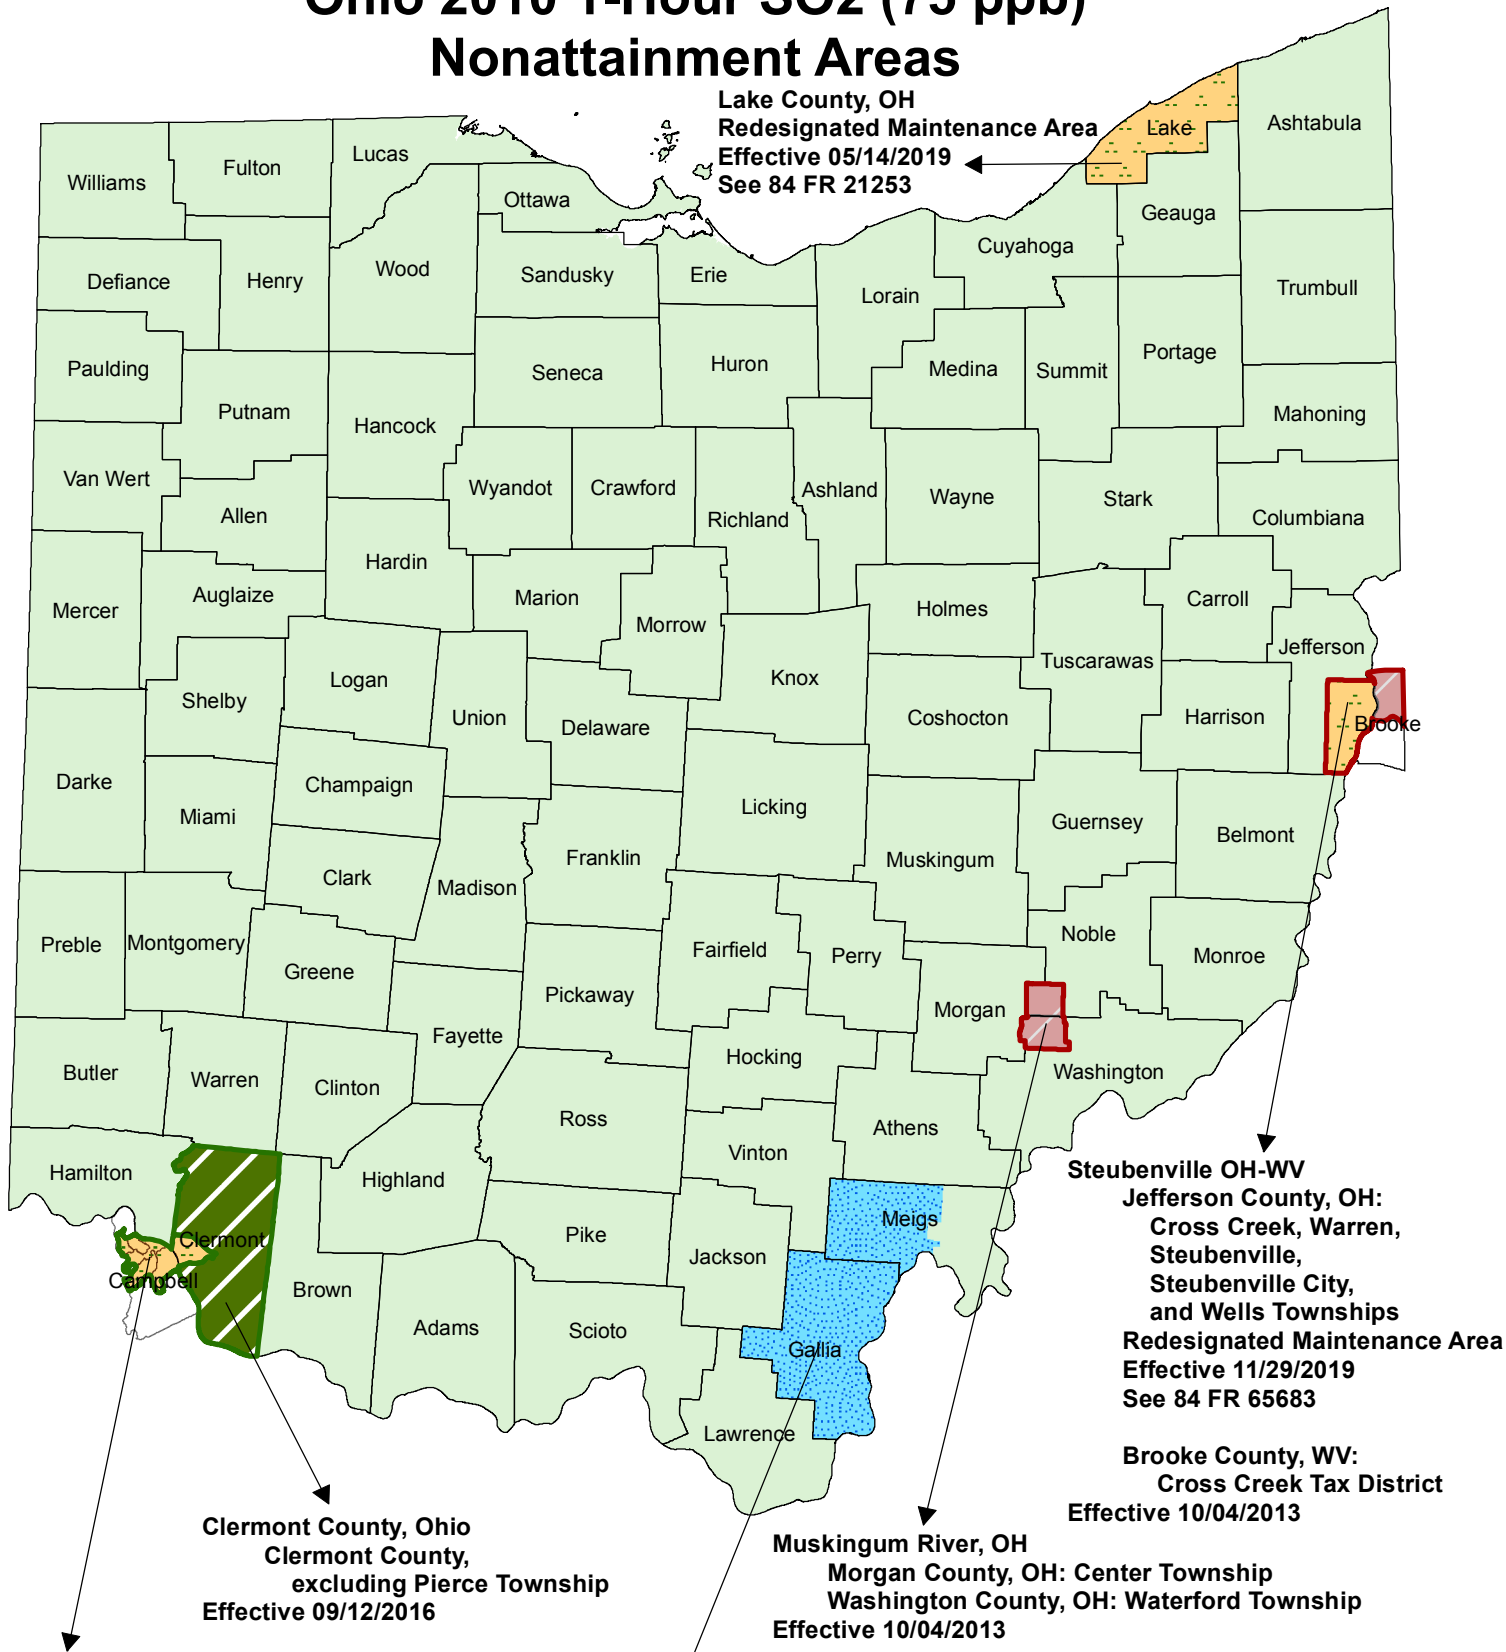 Ohio 2010 1-Hour SO2 (75 ppb)
Nonattainment Areas
Lake County, OH
Redesignated Maintenance Area
Effective 05/14/2019
See 84 FR 21253
Lake
Ashtabula
Williams
Fulton
Lucas
Ottawa
Geauga
Cuyahoga
Defiance
Henry
Wood
Sandusky
Erie
Lorain
Trumbull
Paulding
Putnam
Hancock
Seneca
Huron
Medina
Summit
Portage
Mahoning
Van Wert
Allen
Wyandot
Crawford
Richland
Ashland
Wayne
Stark
Columbiana
Mercer
Auglaize
Hardin
Marion
Morrow
Holmes
Carroll
Jefferson
Tuscarawas
Shelby
Logan
Union
Delaware
Knox
Coshocton
Harrison
Brooke
Darke
Miami
Champaign
Licking
Guernsey
Belmont
Clark
Madison
Franklin
Muskingum
Preble
Montgomery
Greene
Fairfield
Perry
Noble
Monroe
Pickaway
Morgan
Fayette
Hocking
Washington
Butler
Warren
Clinton
Ross
Athens
Vinton
Hamilton
Highland
Meigs
Clermont
Campbell
Pike
Jackson
Brown
Adams
Scioto
Gallia
Lawrence
Steubenville OH-WV
Jefferson County, OH:
Cross Creek, Warren,
Steubenville,
Steubenville City,
and Wells Townships
Redesignated Maintenance Area
Effective 11/29/2019
See 84 FR 65683
Brooke County, WV:
Cross Creek Tax District
Effective 10/04/2013
Clermont County, Ohio
Clermont County,
excluding Pierce Township
Effective 09/12/2016
Muskingum River, OH
Morgan County, OH: Center Township
Washington County, OH: Waterford Township
Effective 10/04/2013